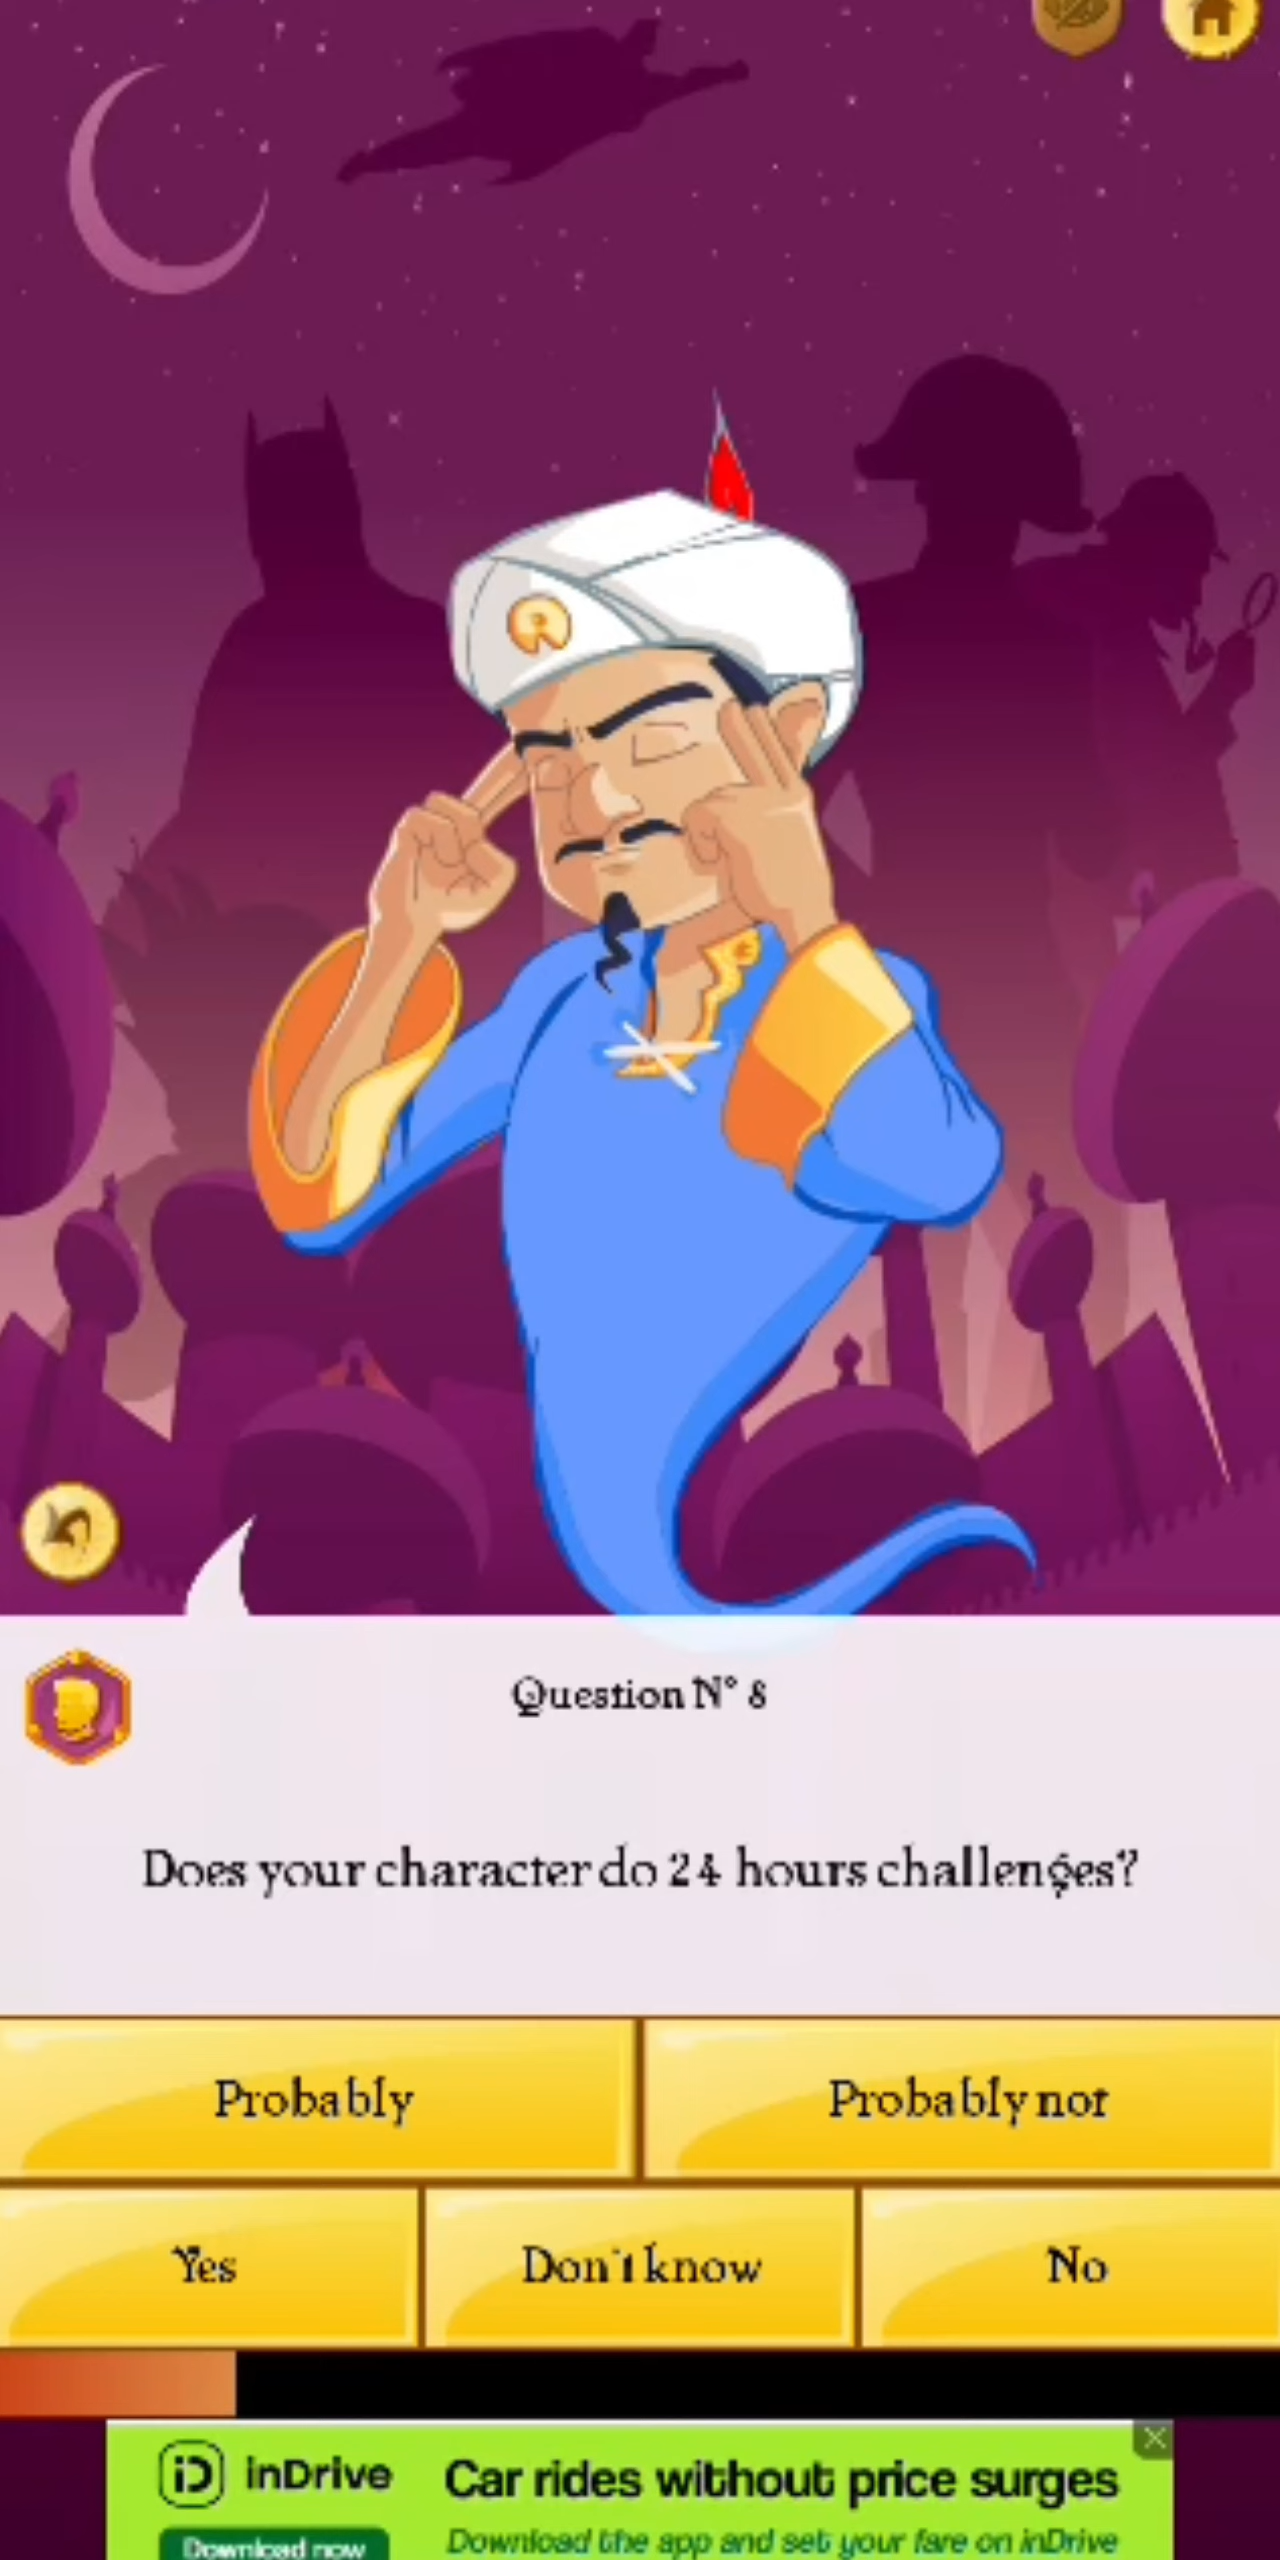 Question N° 8
Does your character do 24 hours challenges?
Probably
Probably not
Yes
Don't know
No
inDrive
Car rides without price surges
Download now
Download the app and set your fare on inDrive